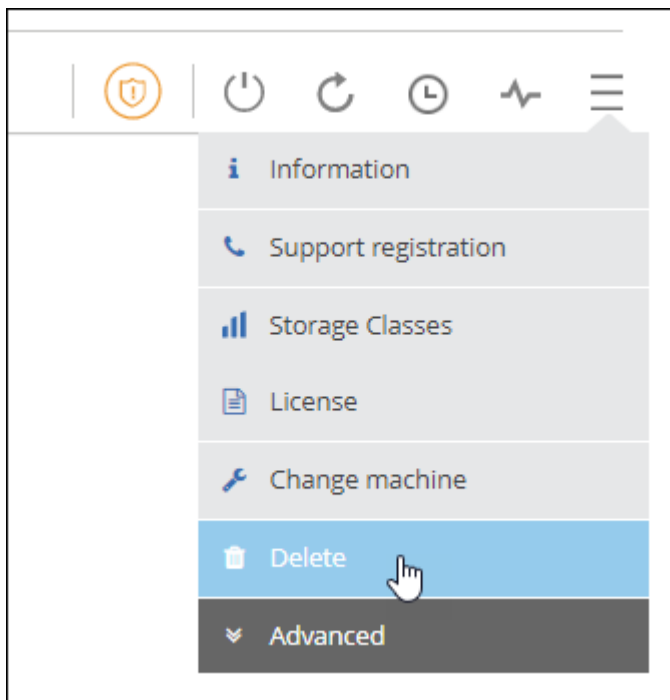 Information
Support registration
Storage Classes
License
Change machine
Delete
Advanced